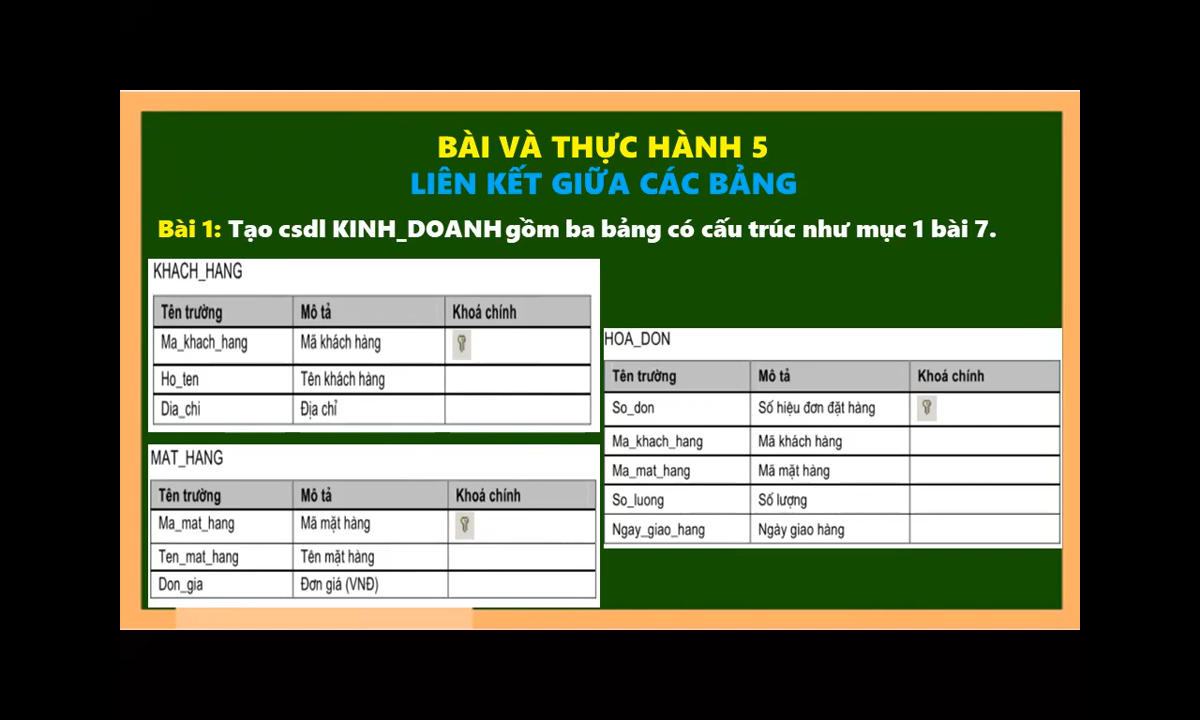 BÀI VÀ THỰC HÀNH 5
LIÊN KẾT GIỮA CÁC BẢNG
Bài 1: Tạo csdl KINH_DOANH gồm ba bảng có cấu trúc như mục 1 bài 7.
KHACH_HANG
Tên trường Mô tả Khoá chính
Ma_khach_hang Mã khách hàng
Ho_ten Tên khách hàng
Dia_chi Địa chỉ
MAT_HANG
Tên trường Mô tả Khoá chính
Ma_mat_hang Mã mặt hàng
Ten_mat_hang Tên mặt hàng
Don_gia Đơn giá (VNĐ)
HOA_DON
Tên trường Mô tả Khoá chính
So_don Số hiệu đơn đặt hàng
Ma_khach_hang Mã khách hàng
Ma_mat_hang Mã mặt hàng
So_luong Số lượng
Ngay_giao_hang Ngày giao hàng